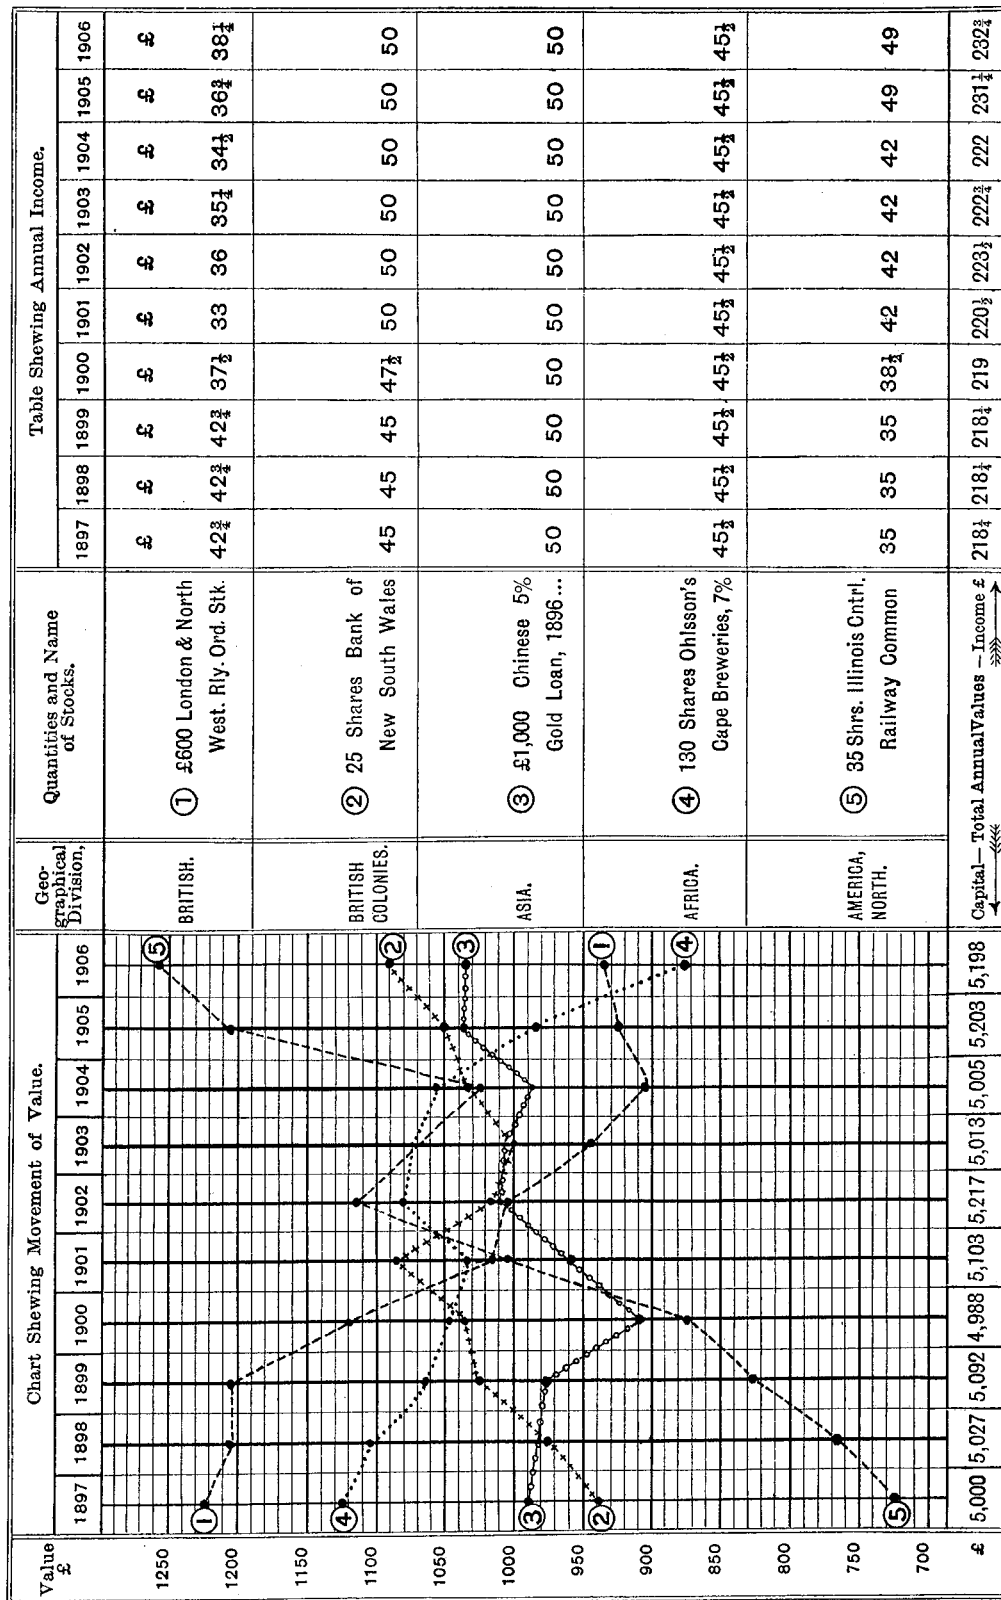 Chart Shewing Movement of Value.
Geo-
graphical
Division,
Quantities and Name
of Stocks.
Table Shewing Annual Income.
Value
£
1897 1898 1899 1900 1901 1902 1903 1904 1905 1906
1897 1898 1899 1900 1901 1902 1903 1904 1905 1906
1250
1200
1100
1050
1000
950
900
850
800
750
700
① ④ ③ ② ⑤
⑤ ② ③ ① ④
BRITISH.
① £600 London & North
West. Rly. Ord. Stk.
£ £ £ £ £ £ £ £ £ £
42¾ 42¾ 42¾ 37½ 33 36 35¼ 34½ 36¾ 38¼
BRITISH
COLONIES.
② 25 Shares Bank of
New South Wales
45 45 45 47½ 50 50 50 50 50 50
ASIA.
③ £1,000 Chinese 5%
Gold Loan, 1896...
50 50 50 50 50 50 50 50 50 50
AFRICA.
④ 130 Shares Ohlsson's
Cape Breweries, 7%
45½ 45½ 45½ 45½ 45½ 45½ 45½ 45½ 45½ 45½
AMERICA,
NORTH.
⑤ 35 Shrs. Illinois Cntrl.
Railway Common
35 35 35 38½ 42 42 42 42 49 49
£ 5,000 5,027 5,092 4,988 5,103 5,217 5,013 5,005 5,203 5,198
Capital—Total Annual Values—Income £
218¼ 218¼ 218¼ 219 220½ 223½ 222¾ 222 231¼ 232¾